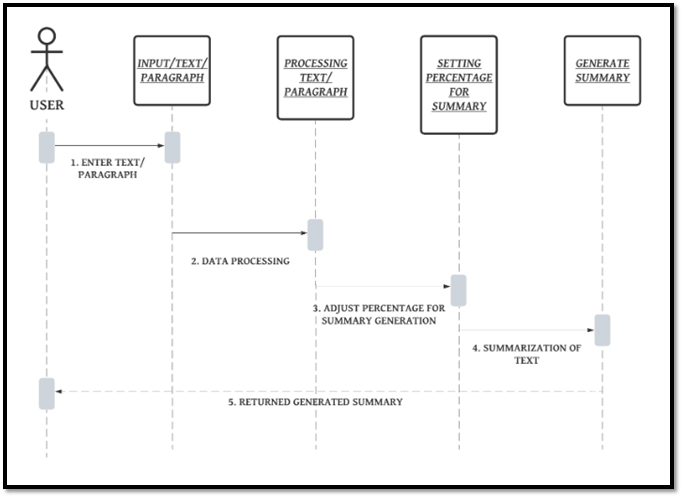 USER
INPUT/TEXT/
PARAGRAPH
PROCESSING
TEXT/
PARAGRAPH
SETTING
PERCENTAGE
FOR
SUMMARY
GENERATE
SUMMARY
1. ENTER TEXT/
PARAGRAPH
2. DATA PROCESSING
3. ADJUST PERCENTAGE FOR
SUMMARY GENERATION
4. SUMMARIZATION OF
TEXT
5. RETURNED GENERATED SUMMARY